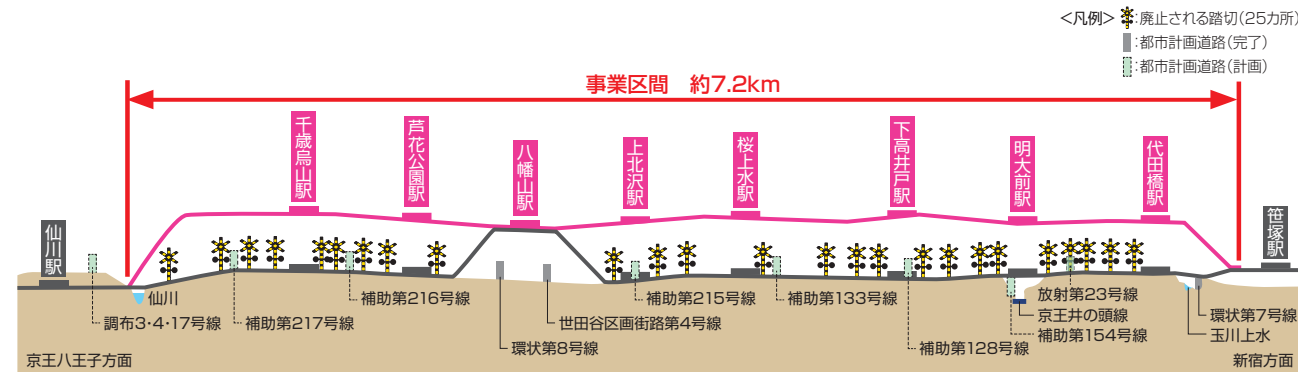 <凡例> :廃止される踏切(25カ所)
:都市計画道路(完了)
:都市計画道路(計画)
事業区間 約7.2km
千歳烏山駅
芦花公園駅
八幡山駅
上北沢駅
桜上水駅
下高井戸駅
明大前駅
代田橋駅
仙川駅
笹塚駅
仙川
補助第216号線
補助第215号線
補助第133号線
放射第23号線
調布3・4・17号線
補助第217号線
世田谷区画街路第4号線
京王井の頭線
環状第7号線
環状第8号線
補助第128号線
補助第154号線
玉川上水
京王八王子方面
新宿方面